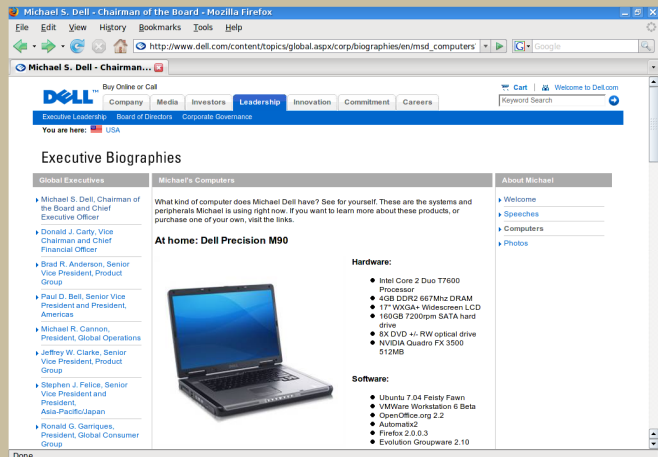 Michael S. Dell - Chairman of the Board - Mozilla Firefox
File Edit View History Bookmarks Tools Help
http://www.dell.com/content/topics/global.aspx/corp/biographies/en/msd_computers
Google
Michael S. Dell - Chairman...
DELL™
Buy Online or Call
Cart | Welcome to Dell.com
Company Media Investors Leadership Innovation Commitment Careers
Keyword Search
Executive Leadership Board of Directors Corporate Governance
You are here: USA
Executive Biographies
Global Executives
Michael S. Dell, Chairman of
the Board and Chief
Executive Officer
Donald J. Carty, Vice
Chairman and Chief
Financial Officer
Brad R. Anderson, Senior
Vice President, Product
Group
Paul D. Bell, Senior Vice
President and President,
Americas
Michael R. Cannon,
President, Global Operations
Jeffrey W. Clarke, Senior
Vice President, Product
Group
Stephen J. Felice, Senior
Vice President and
President,
Asia-Pacific/Japan
Ronald G. Garriques,
President, Global Consumer
Group
Michael's Computers
What kind of computer does Michael Dell have? See for yourself. These are the systems and
peripherals Michael is using right now. If you want to learn more about these products, or
purchase one of your own, visit the links.
At home: Dell Precision M90
Hardware:
Intel Core 2 Duo T7600
Processor
4GB DDR2 667Mhz DRAM
17" WXGA+ Widescreen LCD
160GB 7200rpm SATA hard
drive
8X DVD +/- RW optical drive
NVIDIA Quadro FX 3500
512MB
Software:
Ubuntu 7.04 Feisty Fawn
VMWare Workstation 6 Beta
OpenOffice.org 2.2
Automatix2
Firefox 2.0.0.3
Evolution Groupware 2.10
About Michael
Welcome
Speeches
Computers
Photos
Done